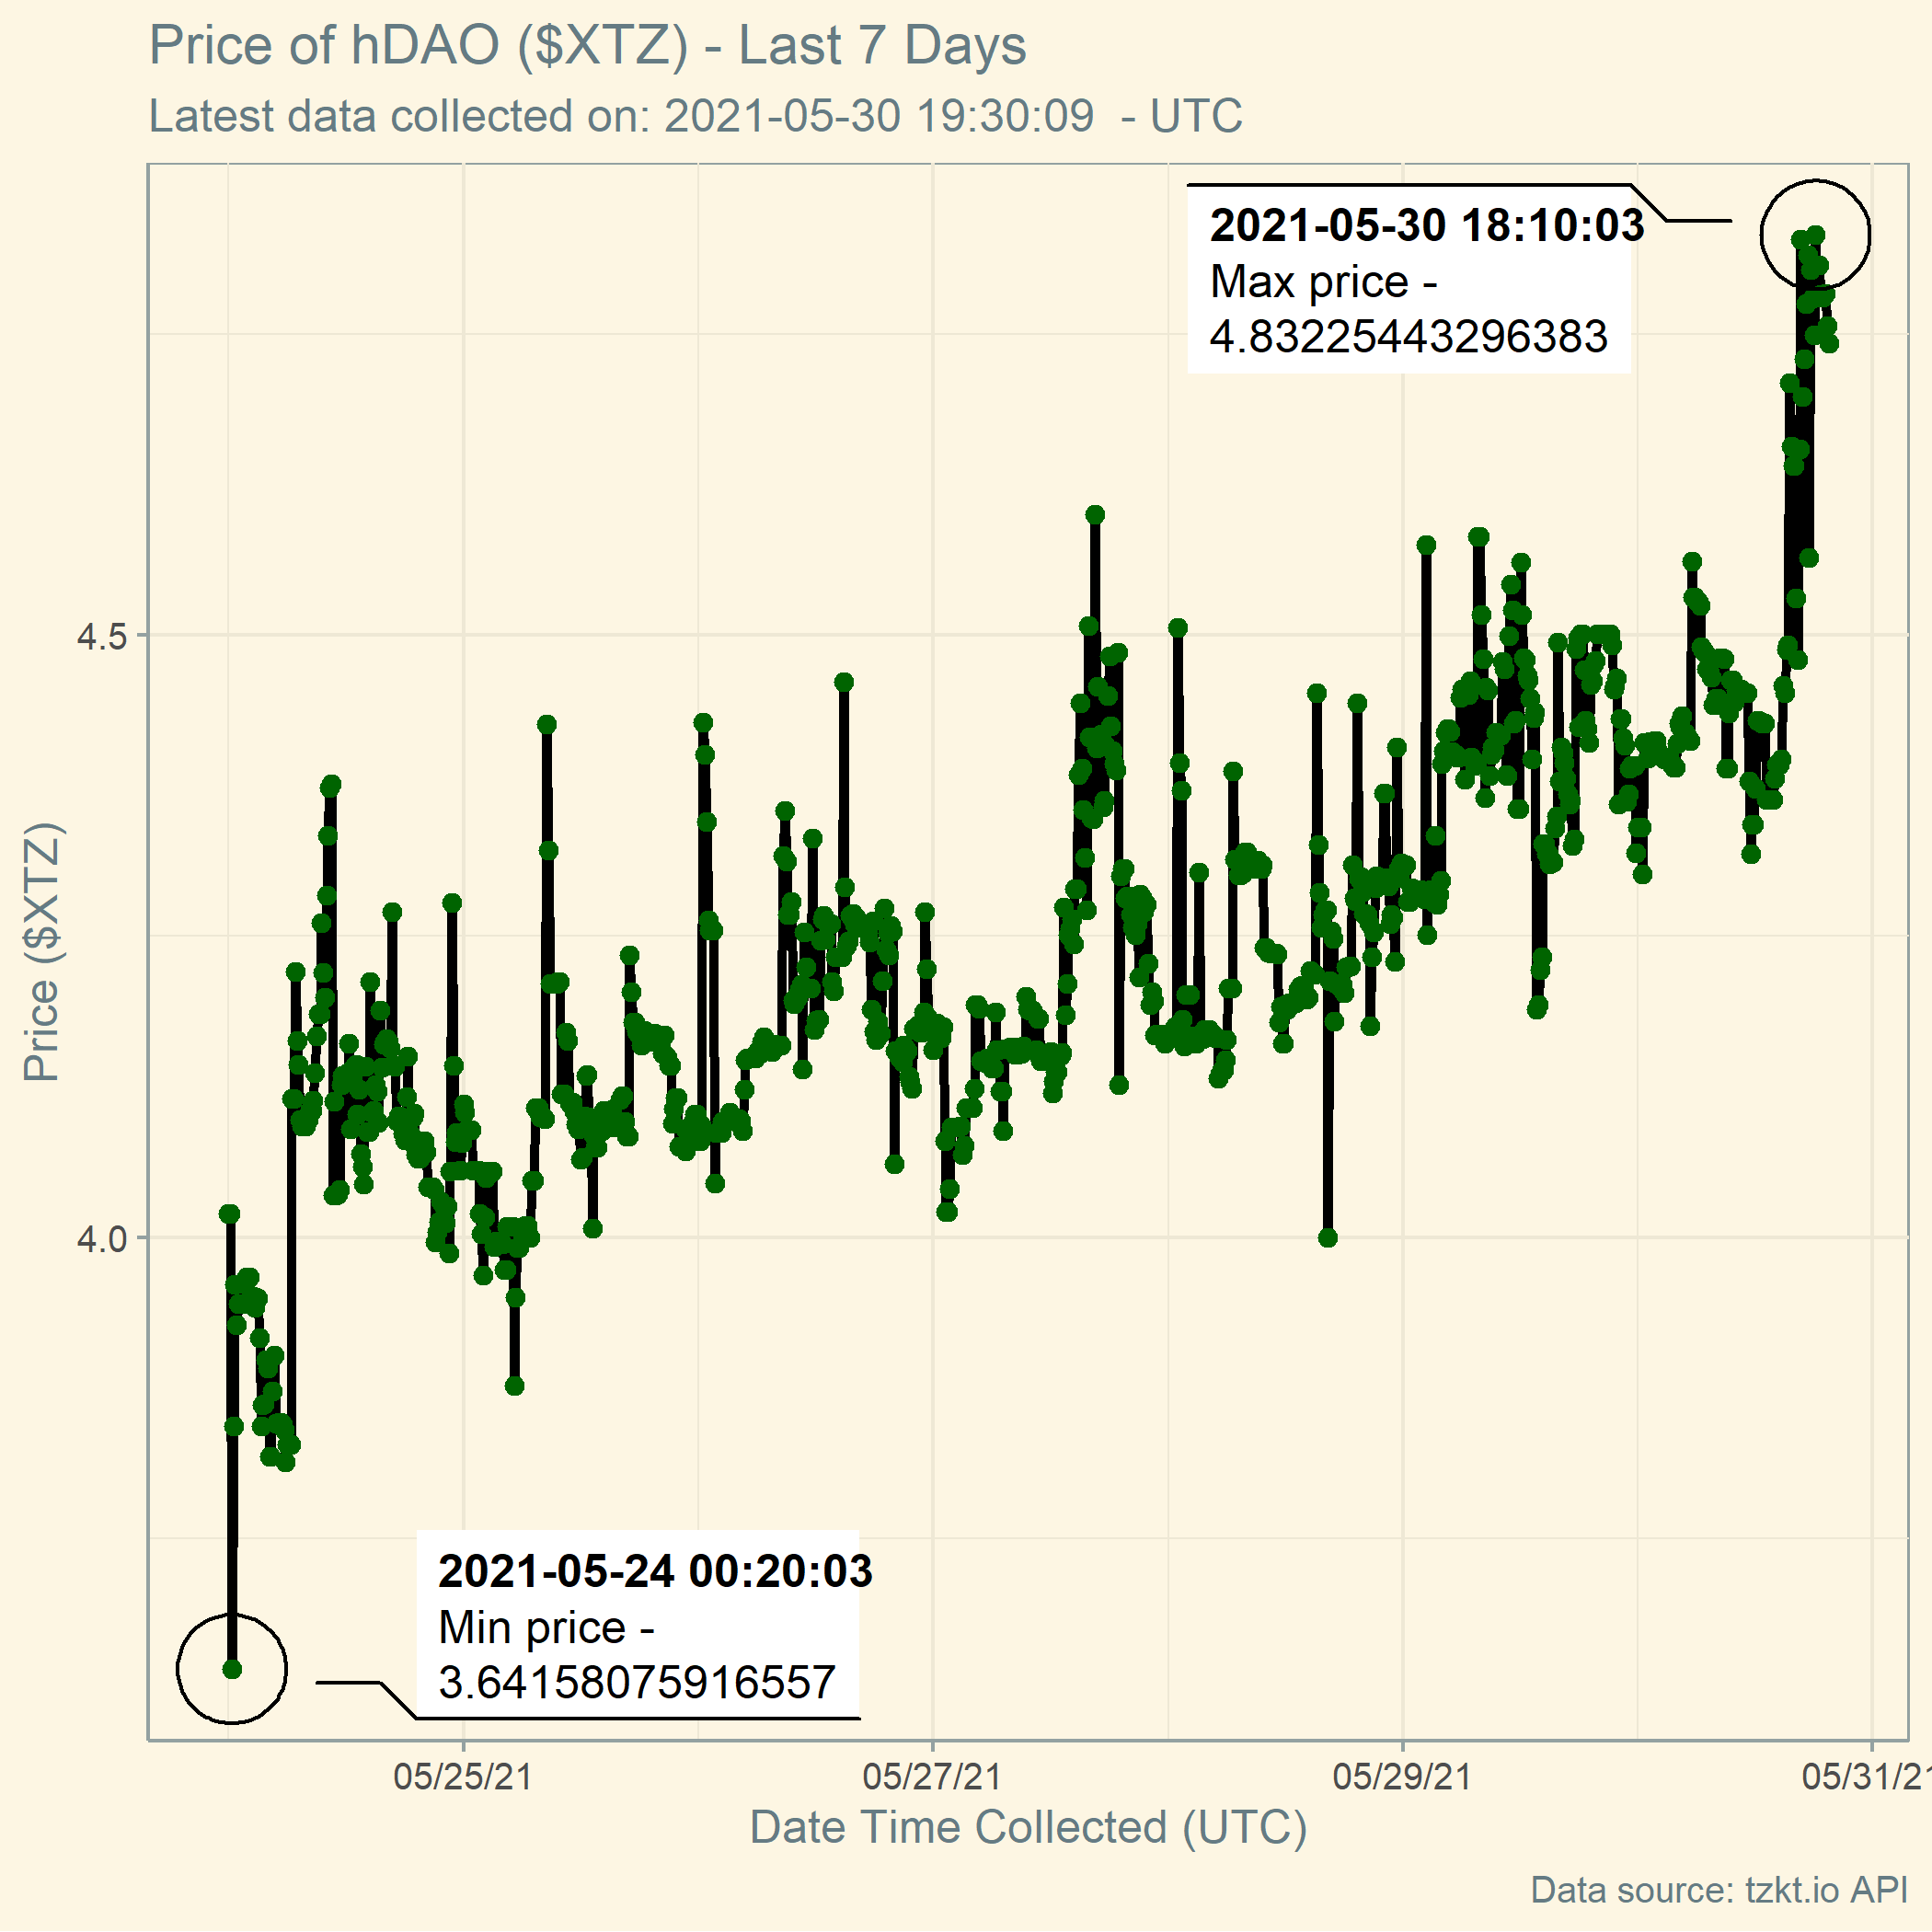 Price of hDAO ($XTZ) - Last 7 Days
Latest data collected on: 2021-05-30 19:30:09  - UTC
2021-05-30 18:10:03
Max price -
4.83225443296383
4.5
Price ($XTZ)
4.0
2021-05-24 00:20:03
Min price -
3.64158075916557
05/25/21
05/27/21
05/29/21
05/31/21
Date Time Collected (UTC)
Data source: tzkt.io API